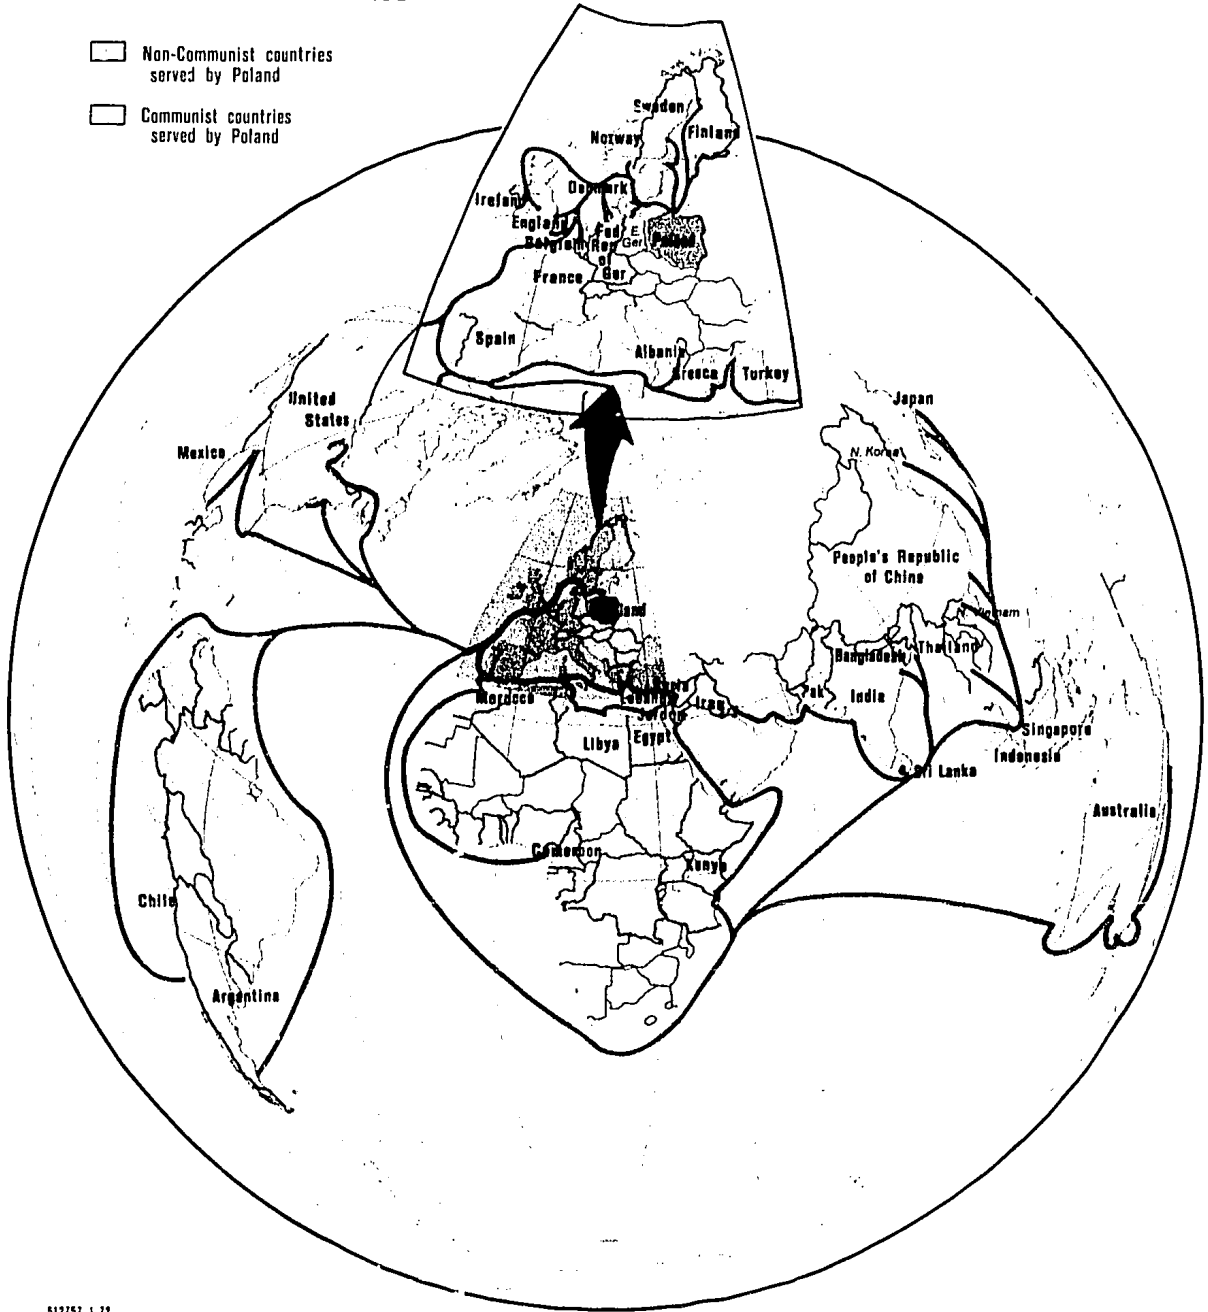 Non-Communist countries
served by Poland
Communist countries
served by Poland
Sweden
Finland
Norway
Denmark
Ireland
England
Belgium
Fed
Rep
of
Ger
E.
Ger
Poland
France
Spain
Albania
Greece
Turkey
United
States
Mexico
Japan
N. Korea
People's Republic
of China
N. Vietnam
Thailand
Bangladesh
India
Pak
Iraq
Poland
Morocco
Lebanon
Jordan
Egypt
Libya
Singapore
Indonesia
Sri Lanka
Australia
Cameroon
Kenya
Chile
Argentina